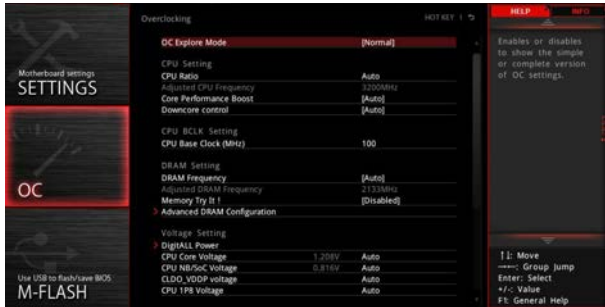 Motherboard settings
SETTINGS
OC
Use USB to flash/save BIOS
M-FLASH
Overclocking
HOT KEY
OC Explore Mode [Normal]
CPU Setting
CPU Ratio Auto
Adjusted CPU Frequency 3200MHz
Core Performance Boost [Auto]
Downcore control [Auto]
CPU BCLK Setting
CPU Base Clock (MHz) 100
DRAM Setting
DRAM Frequency [Auto]
Adjusted DRAM Frequency 2133MHz
Memory Try It ! [Disabled]
Advanced DRAM Configuration
Voltage Setting
DigitALL Power
CPU Core Voltage 1.208V Auto
CPU NB/SoC Voltage 0.816V Auto
CLDO_VDDP voltage Auto
CPU 1P8 Voltage Auto
HELP
INFO
Enables or disables
to show the simple
or complete version
of OC settings.
↑↓: Move
→←: Group Jump
Enter: Select
+/-: Value
F1: General Help